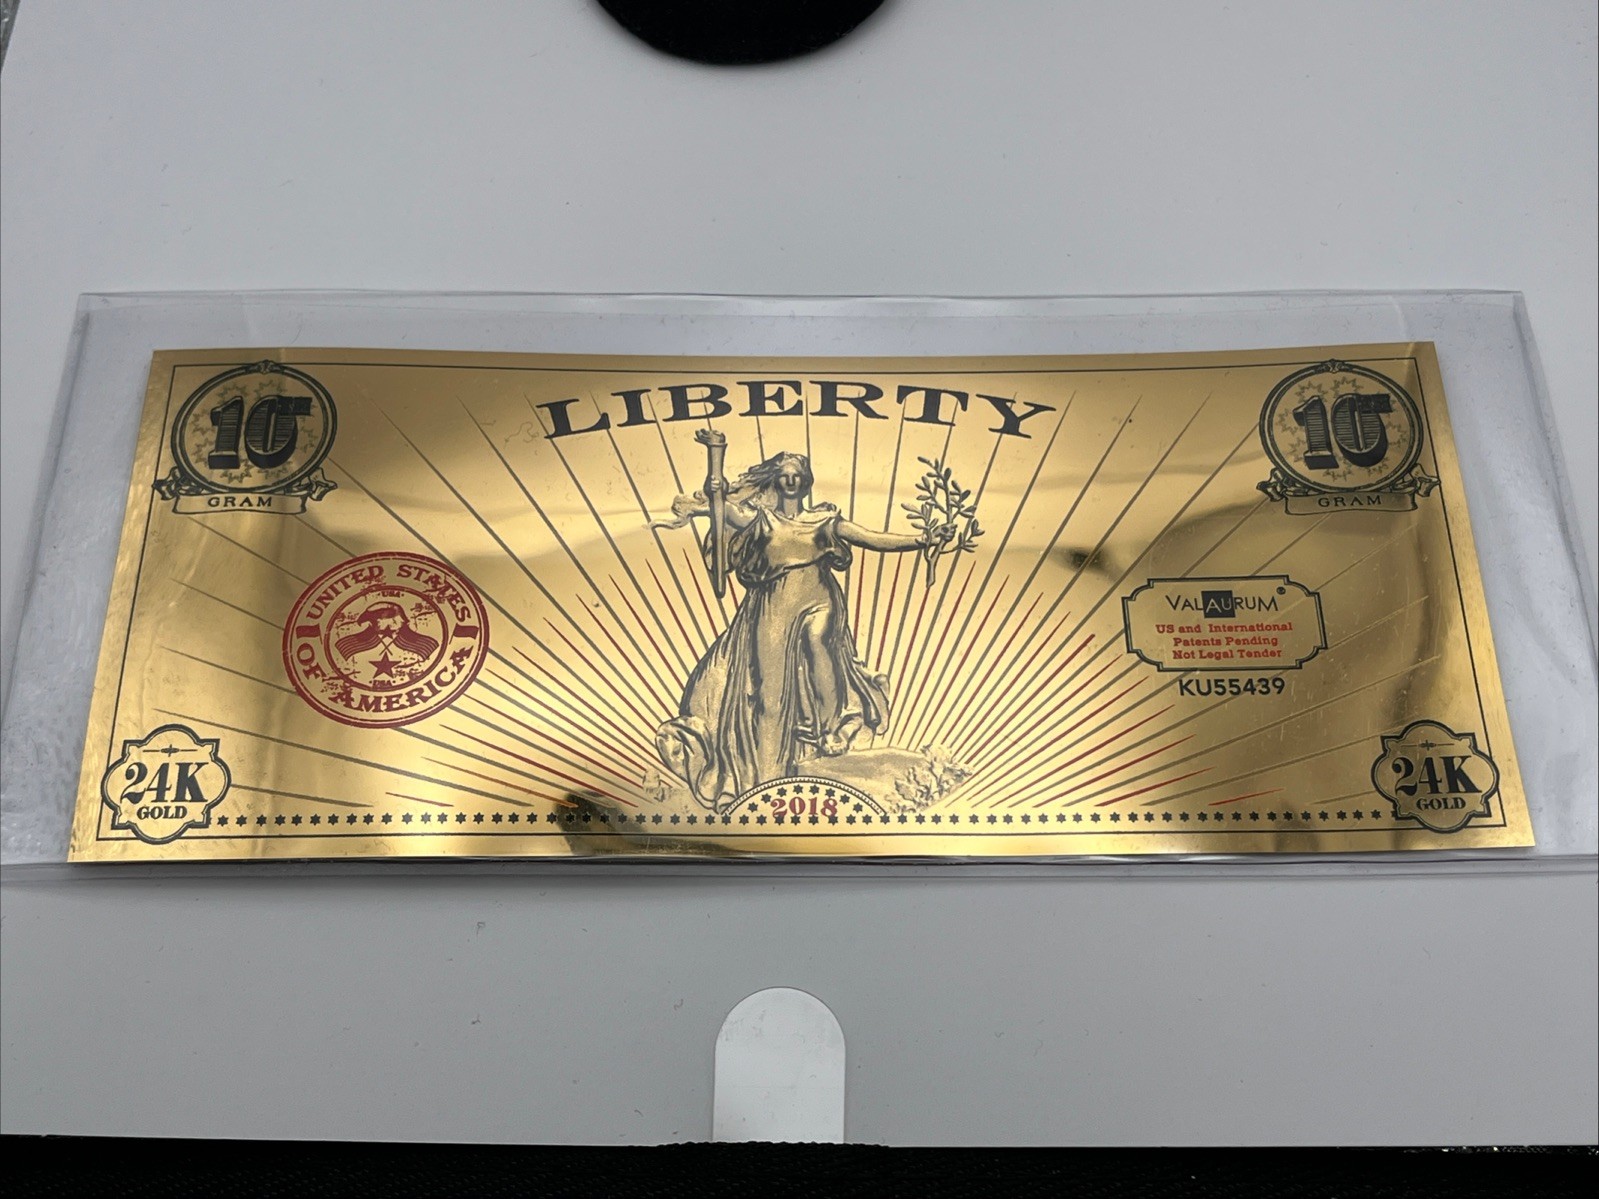 LIBERTY
10
GRAM
10
GRAM
UNITED STATES
OF AMERICA
USA
USA
VALAURUM®
US and International
Patents Pending
Not Legal Tender
KU55439
24K
GOLD
2018
24K
GOLD